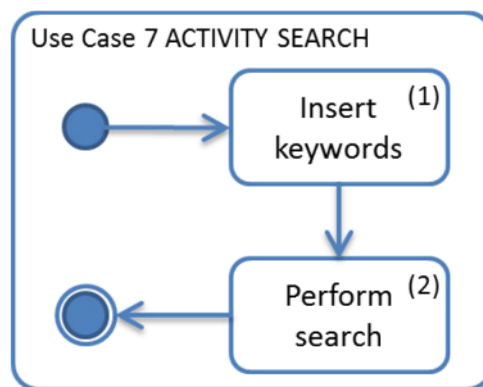 Use Case 7 ACTIVITY SEARCH
Insert (1)
keywords
Perform (2)
search